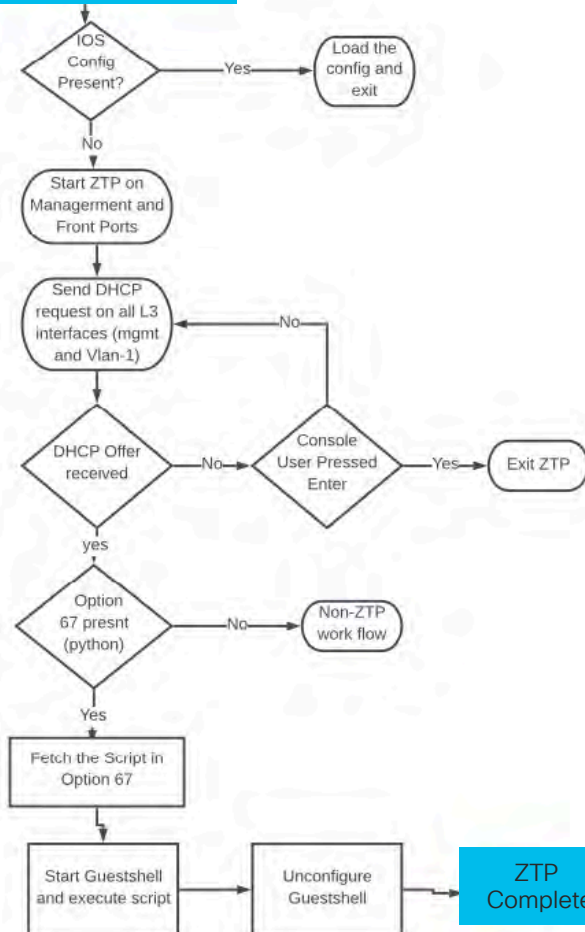 IOS
Config
Present?
Yes
Load the
config and
exit
No
Start ZTP on
Managerment and
Front Ports
Send DHCP
request on all L3
interfaces (mgmt
and Vlan-1)
No
DHCP Offer
received
No
Console
User Pressed
Enter
Yes
Exit ZTP
yes
Option
67 presnt
(python)
No
Non-ZTP
work flow
Yes
Fetch the Script in
Option 67
Start Guestshell
and execute script
Unconfigure
Guestshell
ZTP
Complete